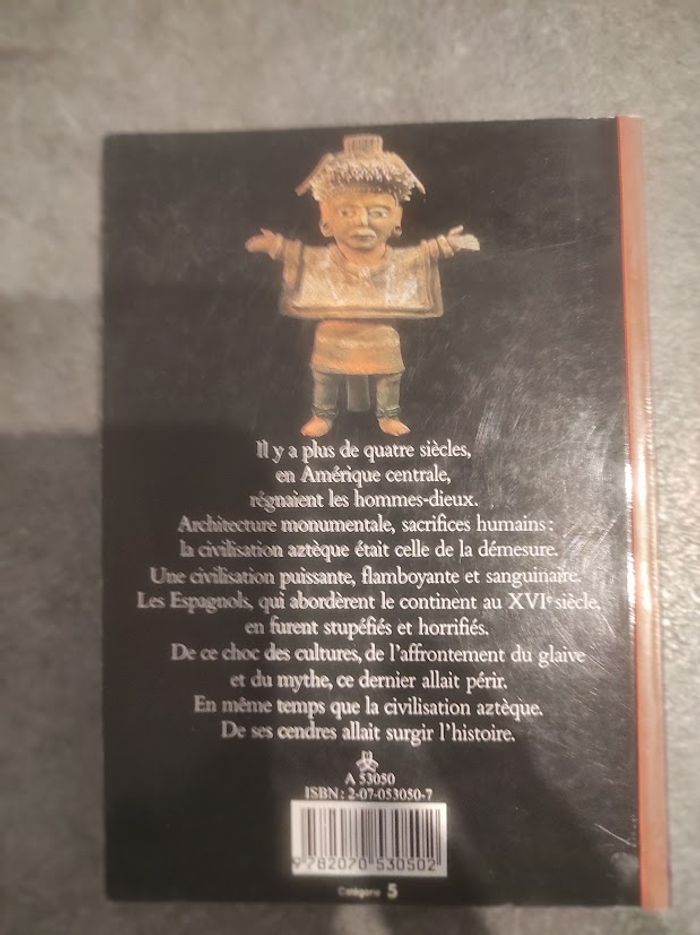 Il y a plus de quatre siècles,
en Amérique centrale,
régnaient les hommes-dieux.
Architecture monumentale, sacrifices humains :
la civilisation aztèque était celle de la démesure.
Une civilisation puissante, flamboyante et sanguinaire.
Les Espagnols, qui abordèrent le continent au XVIe siècle,
en furent stupéfiés et horrifiés.
De ce choc des cultures, de l'affrontement du glaive
et du mythe, ce dernier allait périr.
En même temps que la civilisation aztèque.
De ses cendres allait surgir l'histoire.
A 53050
ISBN : 2-07-053050-7
9 782070 530502
Catégorie 5